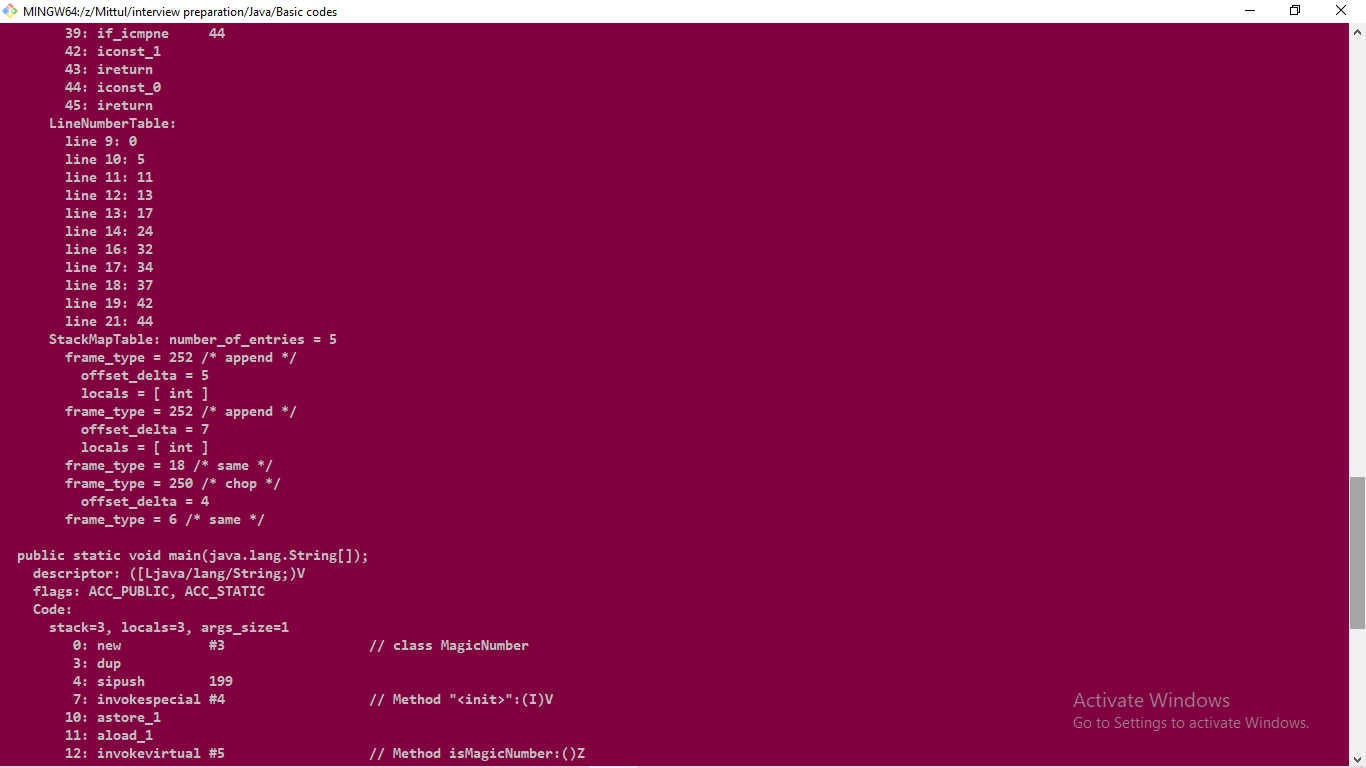 MINGW64:/z/Mittul/interview preparation/Java/Basic codes
39: if_icmpne     44
42: iconst_1
43: ireturn
44: iconst_0
45: ireturn
LineNumberTable:
line 9: 0
line 10: 5
line 11: 11
line 12: 13
line 13: 17
line 14: 24
line 16: 32
line 17: 34
line 18: 37
line 19: 42
line 21: 44
StackMapTable: number_of_entries = 5
frame_type = 252 /* append */
offset_delta = 5
locals = [ int ]
frame_type = 252 /* append */
offset_delta = 7
locals = [ int ]
frame_type = 18 /* same */
frame_type = 250 /* chop */
offset_delta = 4
frame_type = 6 /* same */
public static void main(java.lang.String[]);
descriptor: ([Ljava/lang/String;)V
flags: ACC_PUBLIC, ACC_STATIC
Code:
stack=3, locals=3, args_size=1
0: new           #3                  // class MagicNumber
3: dup
4: sipush        199
7: invokespecial #4                  // Method "<init>":(I)V
10: astore_1
11: aload_1
12: invokevirtual #5                  // Method isMagicNumber:()Z
Activate Windows
Go to Settings to activate Windows.